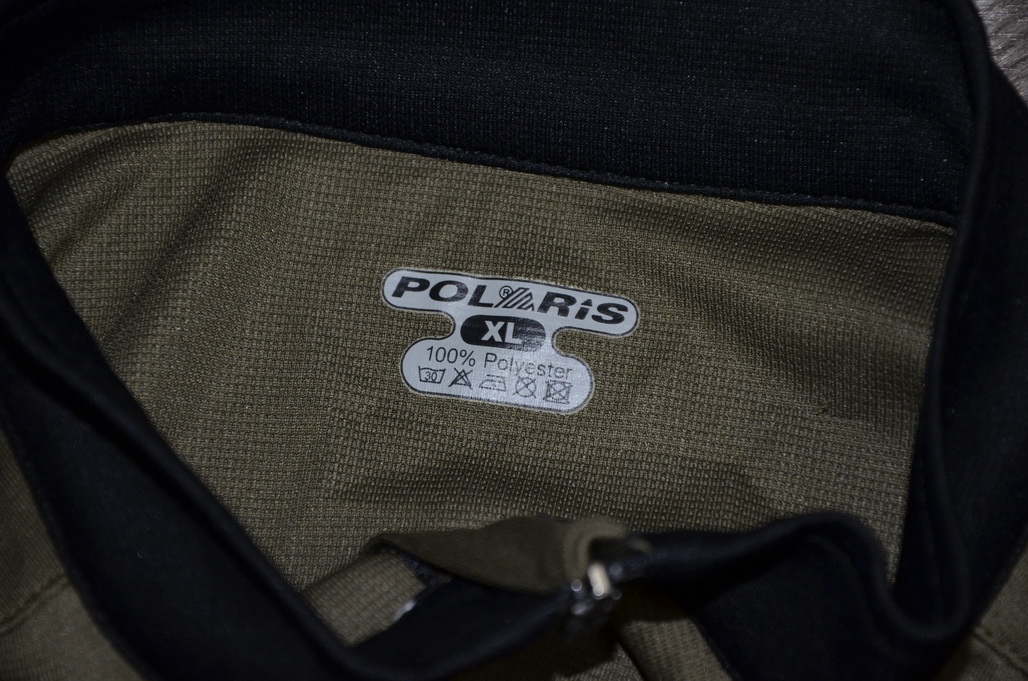 POLARiS ®
XL
100% Polyester
30